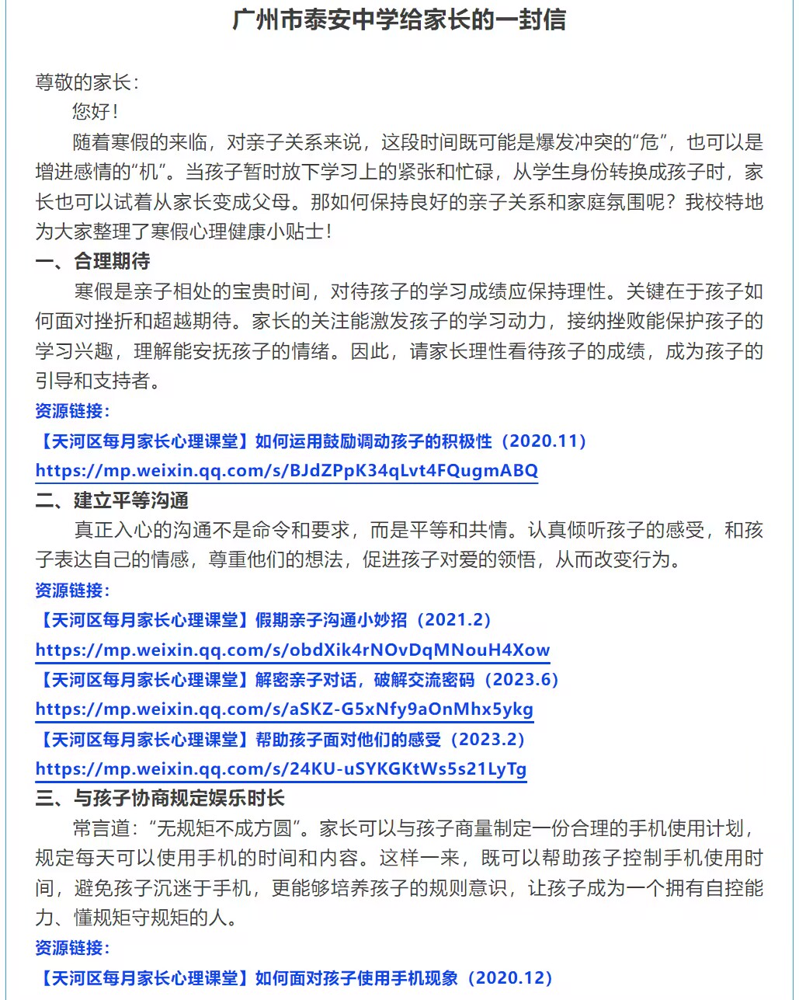 广州市泰安中学给家长的一封信
尊敬的家长：
您好！
随着寒假的来临，对亲子关系来说，这段时间既可能是爆发冲突的“危”，也可以是
增进感情的“机”。当孩子暂时放下学习上的紧张和忙碌，从学生身份转换成孩子时，家
长也可以试着从家长变成父母。那如何保持良好的亲子关系和家庭氛围呢？我校特地
为大家整理了寒假心理健康小贴士！
一、合理期待
寒假是亲子相处的宝贵时间，对待孩子的学习成绩应保持理性。关键在于孩子如
何面对挫折和超越期待。家长的关注能激发孩子的学习动力，接纳挫败能保护孩子的
学习兴趣，理解能安抚孩子的情绪。因此，请家长理性看待孩子的成绩，成为孩子的
引导和支持者。
资源链接：
【天河区每月家长心理课堂】如何运用鼓励调动孩子的积极性（2020.11）
https://mp.weixin.qq.com/s/BJdZPpK34qLvt4FQugmABQ
二、建立平等沟通
真正入心的沟通不是命令和要求，而是平等和共情。认真倾听孩子的感受，和孩
子表达自己的情感，尊重他们的想法，促进孩子对爱的领悟，从而改变行为。
资源链接：
【天河区每月家长心理课堂】假期亲子沟通小妙招（2021.2）
https://mp.weixin.qq.com/s/obdXik4rNOvDqMNouH4Xow
【天河区每月家长心理课堂】解密亲子对话，破解交流密码（2023.6）
https://mp.weixin.qq.com/s/aSKZ-G5xNfy9aOnMhx5ykg
【天河区每月家长心理课堂】帮助孩子面对他们的感受（2023.2）
https://mp.weixin.qq.com/s/24KU-uSYKGKtWs5s21LyTg
三、与孩子协商规定娱乐时长
常言道：“无规矩不成方圆”。家长可以与孩子商量制定一份合理的手机使用计划，
规定每天可以使用手机的时间和内容。这样一来，既可以帮助孩子控制手机使用时
间，避免孩子沉迷于手机，更能够培养孩子的规则意识，让孩子成为一个拥有自控能
力、懂规矩守规矩的人。
资源链接：
【天河区每月家长心理课堂】如何面对孩子使用手机现象（2020.12）